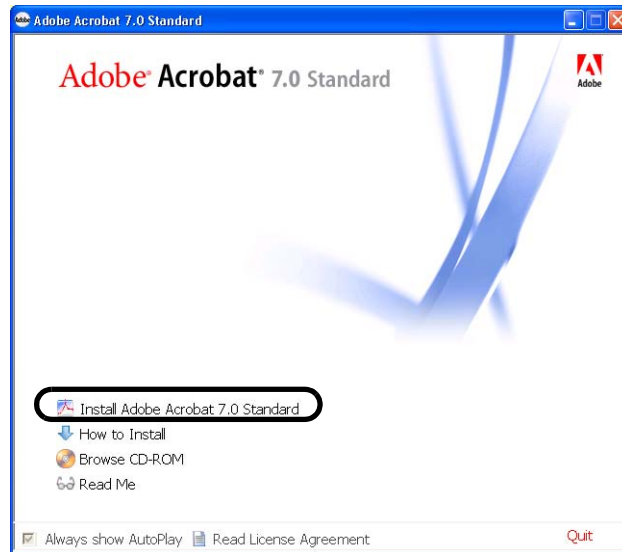 Adobe Acrobat 7.0 Standard
Adobe® Acrobat® 7.0 Standard
Adobe
Install Adobe Acrobat 7.0 Standard
How to Install
Browse CD-ROM
Read Me
Always show AutoPlay Read License Agreement Quit